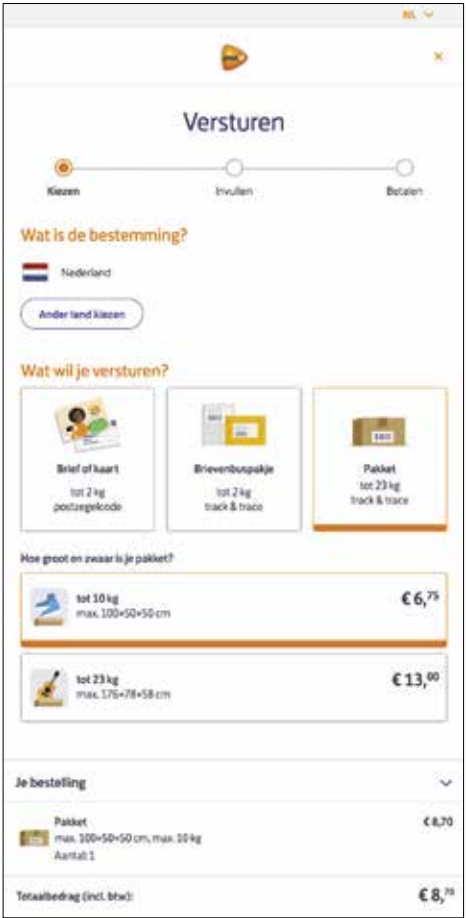 NL
Versturen
Kiezen Invullen Betalen
Wat is de bestemming?
Nederland
Ander land kiezen
Wat wil je versturen?
Brief of kaart
tot 2 kg
postzegelcode
Brievenbuspakje
tot 2 kg
track & trace
Pakket
tot 23 kg
track & trace
Hoe groot en zwaar is je pakket?
tot 10 kg € 6,75
max. 100×50×50 cm
tot 23 kg € 13,00
max. 176×78×58 cm
Je bestelling
Pakket € 8,70
max. 100×50×50 cm, max. 10 kg
Aantal: 1
Totaalbedrag (incl. btw): € 8,70